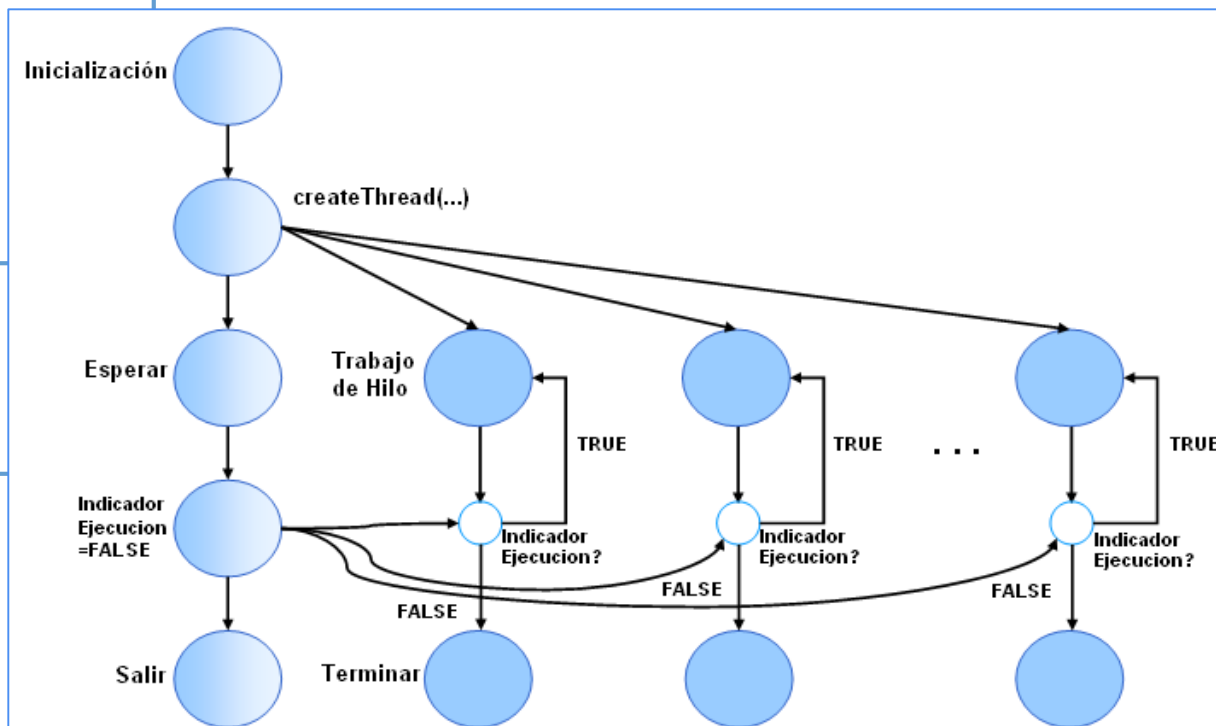 Inicialización
createThread(...)
Esperar
Trabajo
de Hilo
TRUE
TRUE
. . .
TRUE
Indicador
Ejecucion
=FALSE
Indicador
Ejecucion?
Indicador
Ejecucion?
Indicador
Ejecucion?
FALSE
FALSE
FALSE
Salir
Terminar